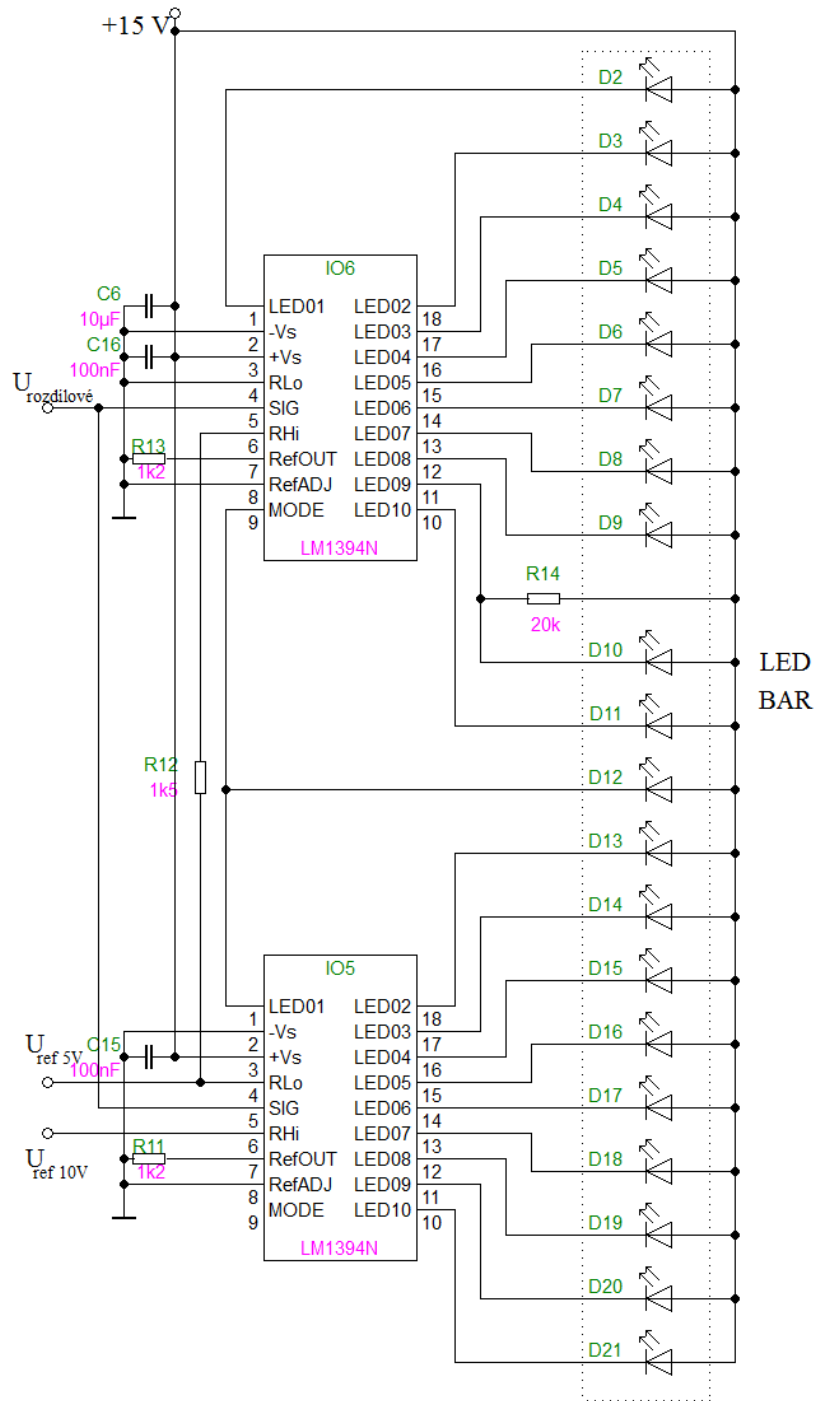 +15 V
D2
D3
D4
D5
D6
D7
D8
D9
R14
20k
D10
LED
BAR
D11
D12
D13
D14
D15
D16
D17
D18
D19
D20
D21
C6
10µF
C16
100nF
U rozdílové
R13
1k2
IO6
LED01 LED02
1 18
-Vs LED03
2 17
+Vs LED04
3 16
RLo LED05
4 15
SIG LED06
5 14
RHi LED07
6 13
RefOUT LED08
7 12
RefADJ LED09
8 11
MODE LED10
9 10
LM1394N
R12
1k5
U ref 5V
C15
100nF
U ref 10V
R11
1k2
IO5
LED01 LED02
1 18
-Vs LED03
2 17
+Vs LED04
3 16
RLo LED05
4 15
SIG LED06
5 14
RHi LED07
6 13
RefOUT LED08
7 12
RefADJ LED09
8 11
MODE LED10
9 10
LM1394N